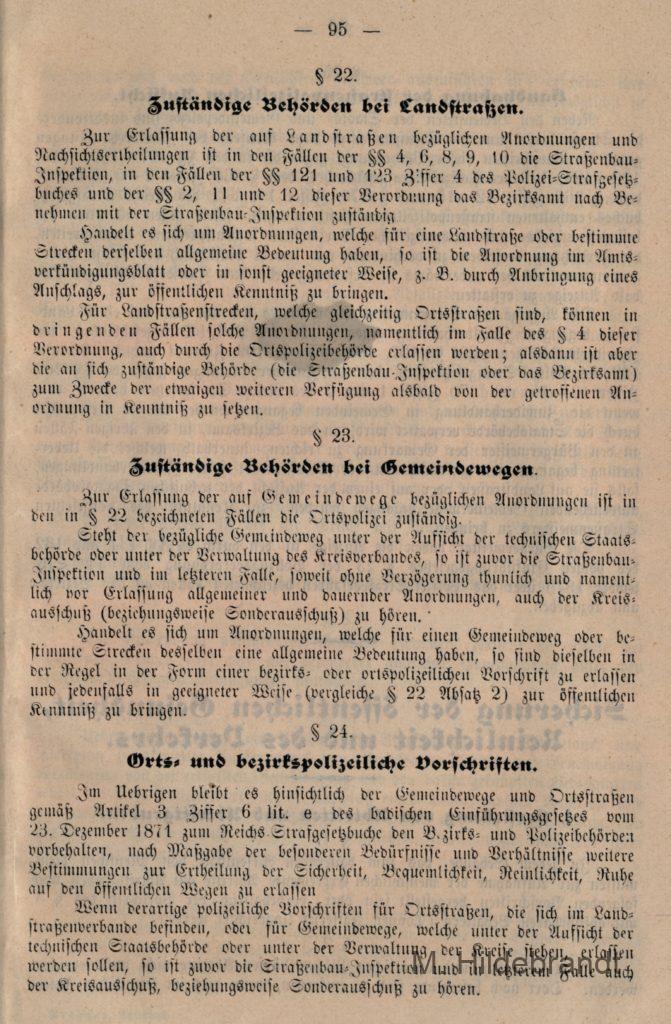 — 95 —
§ 22.
Zuständige Behörden bei Landstraßen.
Zur Erlassung der auf Landstraßen bezüglichen Anordnungen und
Nachsichtsertheilungen ist in den Fällen der §§ 4, 6, 8, 9, 10 die Straßenbau-
Inspektion, in den Fällen der §§ 121 und 123 Ziffer 4 des Polizei-Strafgesetz-
buches und der §§ 2, 11 und 12 dieser Verordnung das Bezirksamt nach Be-
nehmen mit der Straßenbau-Inspektion zuständig
Handelt es sich um Anordnungen, welche für eine Landstraße oder bestimmte
Strecken derselben allgemeine Bedeutung haben, so ist die Anordnung im Amts-
verkündigungsblatt oder in sonst geeigneter Weise, z. B. durch Anbringung eines
Anschlags, zur öffentlichen Kenntniß zu bringen.
Für Landstraßenstrecken, welche gleichzeitig Ortsstraßen sind, können in
dringenden Fällen solche Anordnungen, namentlich im Falle des § 4 dieser
Verordnung, auch durch die Ortspolizeibehörde erlassen werden; alsdann ist aber
die an sich zuständige Behörde (die Straßenbau-Inspektion oder das Bezirksamt)
zum Zwecke der etwaigen weiteren Verfügung alsbald von der getroffenen An-
ordnung in Kenntniß zu setzen.
§ 23.
Zuständige Behörden bei Gemeindewegen.
Zur Erlassung der auf Gemeindewege bezüglichen Anordnungen ist in
den in § 22 bezeichneten Fällen die Ortspolizei zuständig.
Steht der bezügliche Gemeindeweg unter der Aufsicht der technischen Staats-
behörde oder unter der Verwaltung des Kreisverbandes, so ist zuvor die Straßenbau-
Inspektion und im letzteren Falle, soweit ohne Verzögerung thunlich und nament-
lich vor Erlassung allgemeiner und dauernder Anordnungen, auch der Kreis-
ausschuß (beziehungsweise Sonderausschuß) zu hören.
Handelt es sich um Anordnungen, welche für einen Gemeindeweg oder be-
stimmte Strecken desselben eine allgemeine Bedeutung haben, so sind dieselben in
der Regel in der Form einer bezirks- oder ortspolizeilichen Vorschrift zu erlassen
und jedenfalls in geeigneter Weise (vergleiche § 22 Absatz 2) zur öffentlichen
Kenntniß zu bringen.
§ 24.
Orts- und bezirkspolizeiliche Vorschriften.
Im Uebrigen bleibt es hinsichtlich der Gemeindewege und Ortsstraßen
gemäß Artikel 3 Ziffer 6 lit. e des badischen Einführungsgesetzes vom
23. Dezember 1871 zum Reichs-Strafgesetzbuche den Bezirks- und Polizeibehörden
vorbehalten, nach Maßgabe der besonderen Bedürfnisse und Verhältnisse weitere
Bestimmungen zur Ertheilung der Sicherheit, Bequemlichkeit, Reinlichkeit, Ruhe
auf den öffentlichen Wegen zu erlassen
Wenn derartige polizeiliche Vorschriften für Ortsstraßen, die sich im Land-
straßenverbande befinden, oder für Gemeindewege, welche unter der Aufsicht der
technischen Staatsbehörde oder unter der Verwaltung der Kreise stehen erlassen
werden sollen, so ist zuvor die Straßenbau-Inspektion und im letzteren Falle auch
der Kreisausschuß, beziehungsweise Sonderausschuß zu hören.
M. Hildebrandt